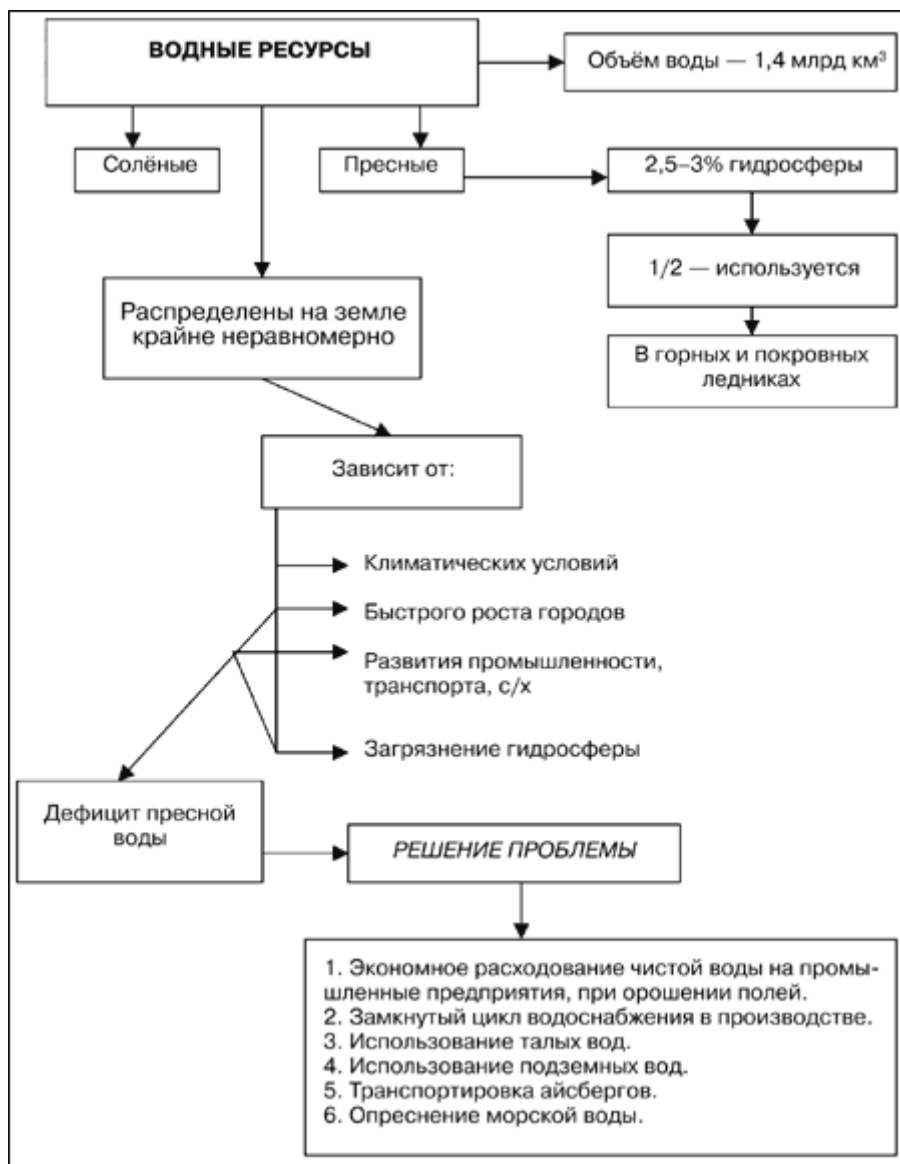 ВОДНЫЕ РЕСУРСЫ
Объём воды — 1,4 млрд км³
Солёные
Пресные
2,5–3% гидросферы
1/2 — используется
В горных и покровных
ледниках
Распределены на земле
крайне неравномерно
Зависит от:
Климатических условий
Быстрого роста городов
Развития промышленности,
транспорта, с/х
Загрязнение гидросферы
Дефицит пресной
воды
РЕШЕНИЕ ПРОБЛЕМЫ
1. Экономное расходование чистой воды на промы-
шленные предприятия, при орошении полей.
2. Замкнутый цикл водоснабжения в производстве.
3. Использование талых вод.
4. Использование подземных вод.
5. Транспортировка айсбергов.
6. Опреснение морской воды.